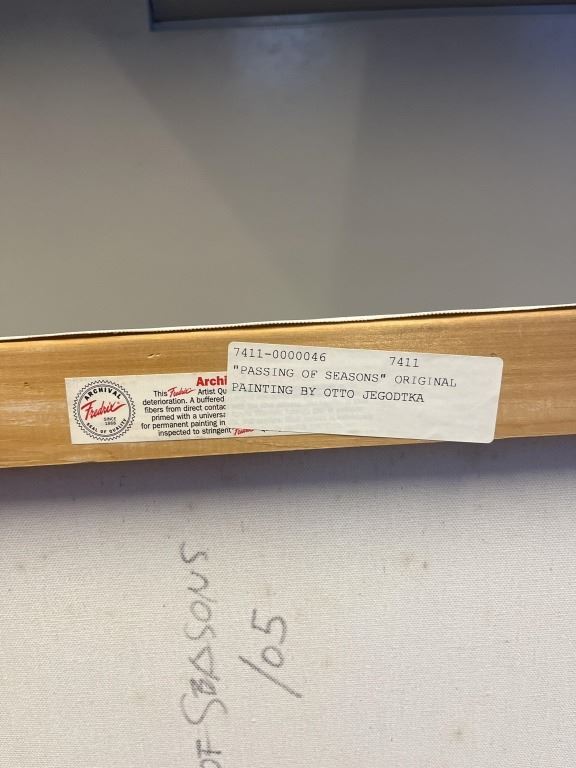 7411-0000046 7411
"PASSING OF SEASONS" ORIGINAL
PAINTING BY OTTO JEGODTKA
ARCHIVAL
Fredrix
SINCE
1868
SEAL OF QUALITY
Archi
This Fredrix Artist Qu
deterioration. A buffered
fibers from direct contac
primed with a universa
for permanent painting in
inspected to stringent
OF SEASONS
/05